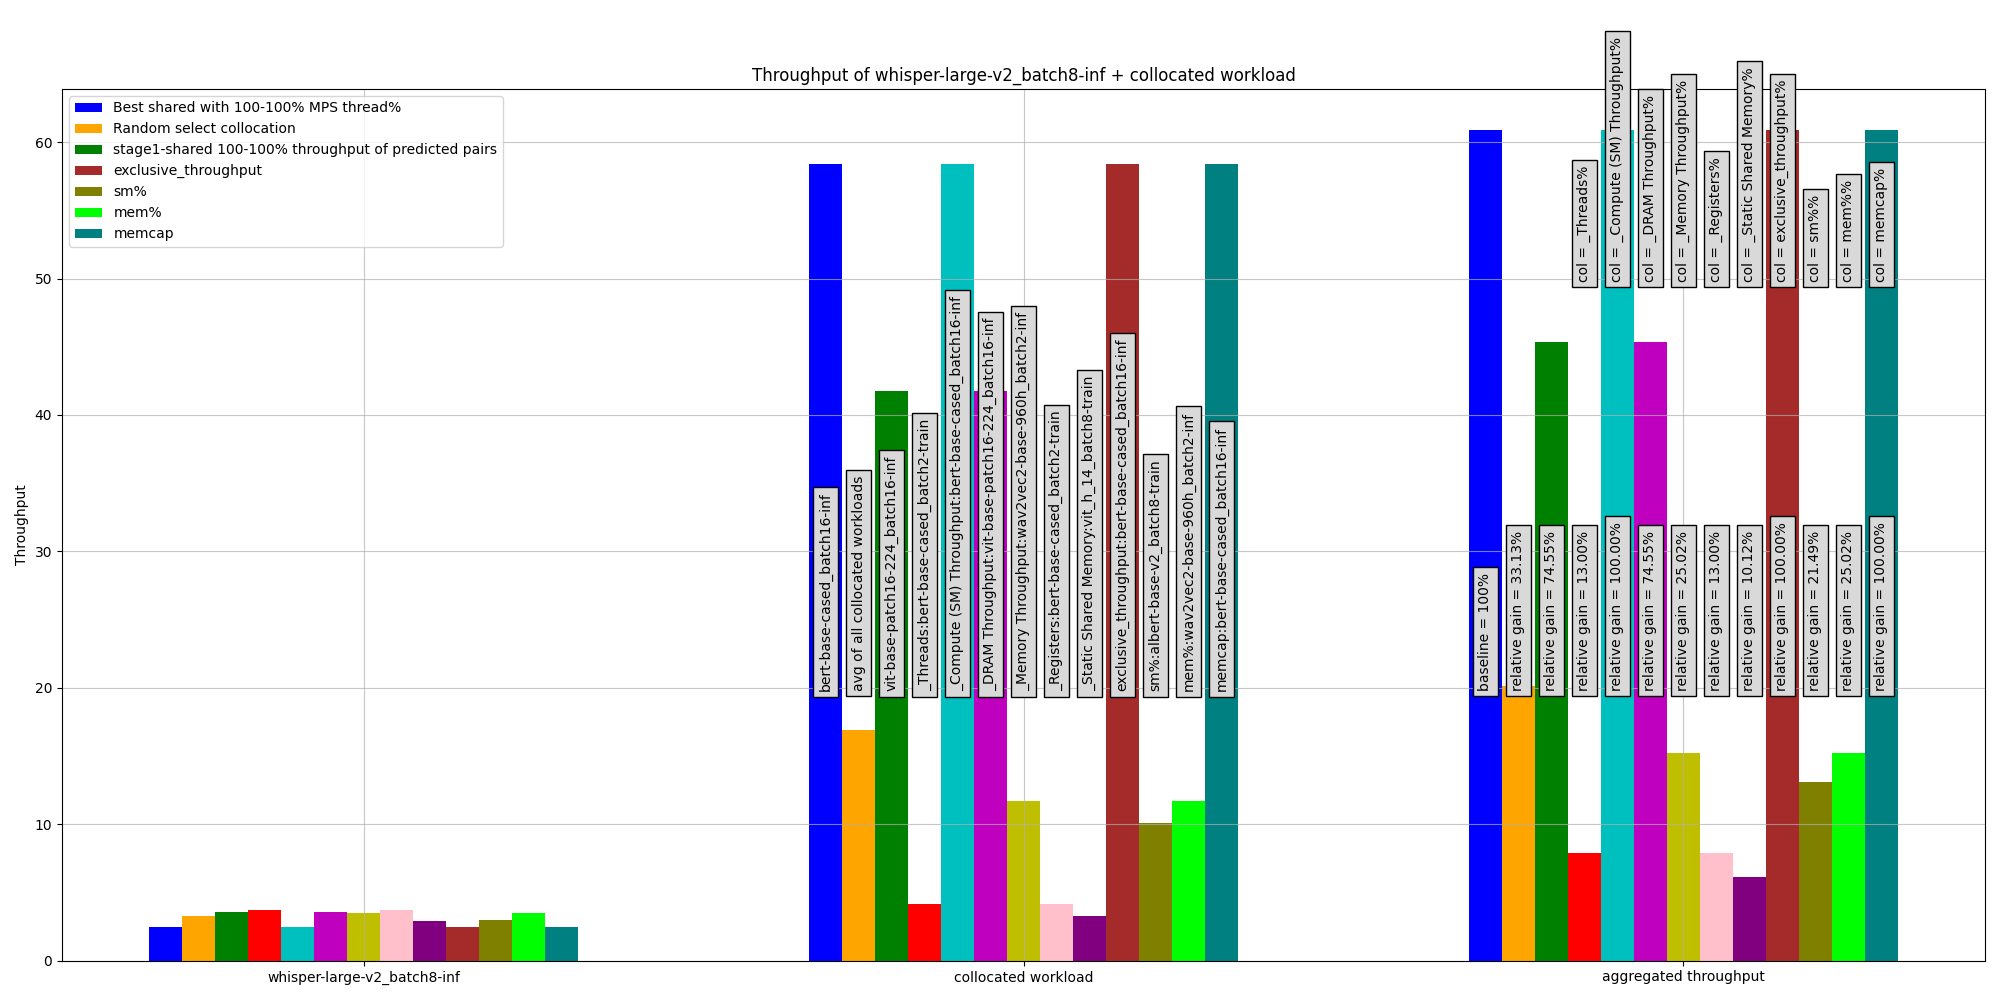 Throughput of whisper-large-v2_batch8-inf + collocated workload
Best shared with 100-100% MPS thread%
Random select collocation
stage1-shared 100-100% throughput of predicted pairs
exclusive_throughput
sm%
mem%
memcap
Throughput
60
50
40
30
20
10
0
bert-base-cased_batch16-inf
avg of all collocated workloads
vit-base-patch16-224_batch16-inf
_Threads:bert-base-cased_batch2-train
_Compute (SM) Throughput:bert-base-cased_batch16-inf
_DRAM Throughput:vit-base-patch16-224_batch16-inf
_Memory Throughput:wav2vec2-base-960h_batch2-inf
_Registers:bert-base-cased_batch2-train
_Static Shared Memory:vit_h_14_batch8-train
exclusive_throughput:bert-base-cased_batch16-inf
sm%:albert-base-v2_batch8-train
mem%:wav2vec2-base-960h_batch2-inf
memcap:bert-base-cased_batch16-inf
col = _Threads%
col = _Compute (SM) Throughput%
col = _DRAM Throughput%
col = _Memory Throughput%
col = _Registers%
col = _Static Shared Memory%
col = exclusive_throughput%
col = sm%%
col = mem%%
col = memcap%
baseline = 100%
relative gain = 33.13%
relative gain = 74.55%
relative gain = 13.00%
relative gain = 100.00%
relative gain = 74.55%
relative gain = 25.02%
relative gain = 13.00%
relative gain = 10.12%
relative gain = 100.00%
relative gain = 21.49%
relative gain = 25.02%
relative gain = 100.00%
whisper-large-v2_batch8-inf
collocated workload
aggregated throughput